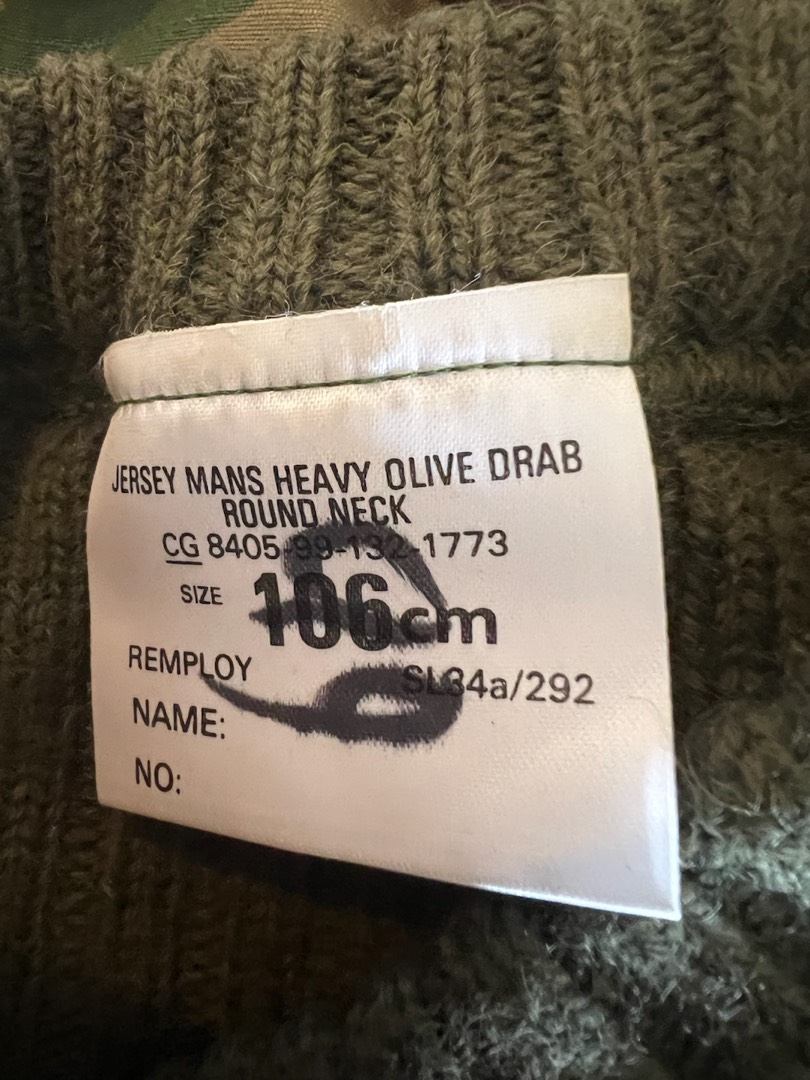 JERSEY MANS HEAVY OLIVE DRAB
ROUND NECK
CG 8405-99-132-1773
SIZE 106cm
REMPLOY SL34a/292
NAME:
NO: